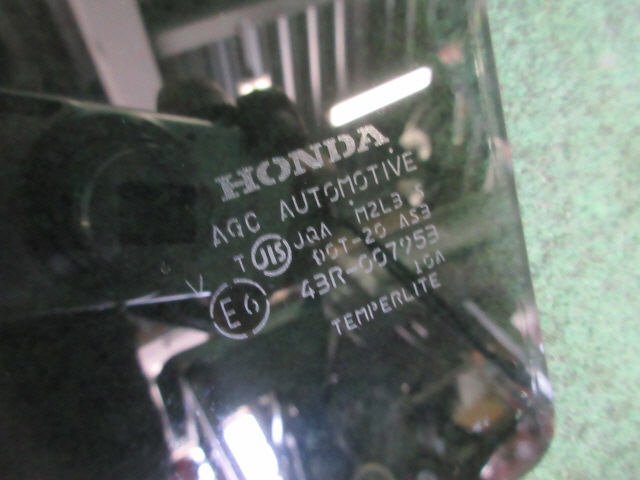 HONDA
AGC AUTOMOTIVE
T JIS JQA M2L3 S
DOT-20 AS3
E6 43R-007953
10A
TEMPERLITE